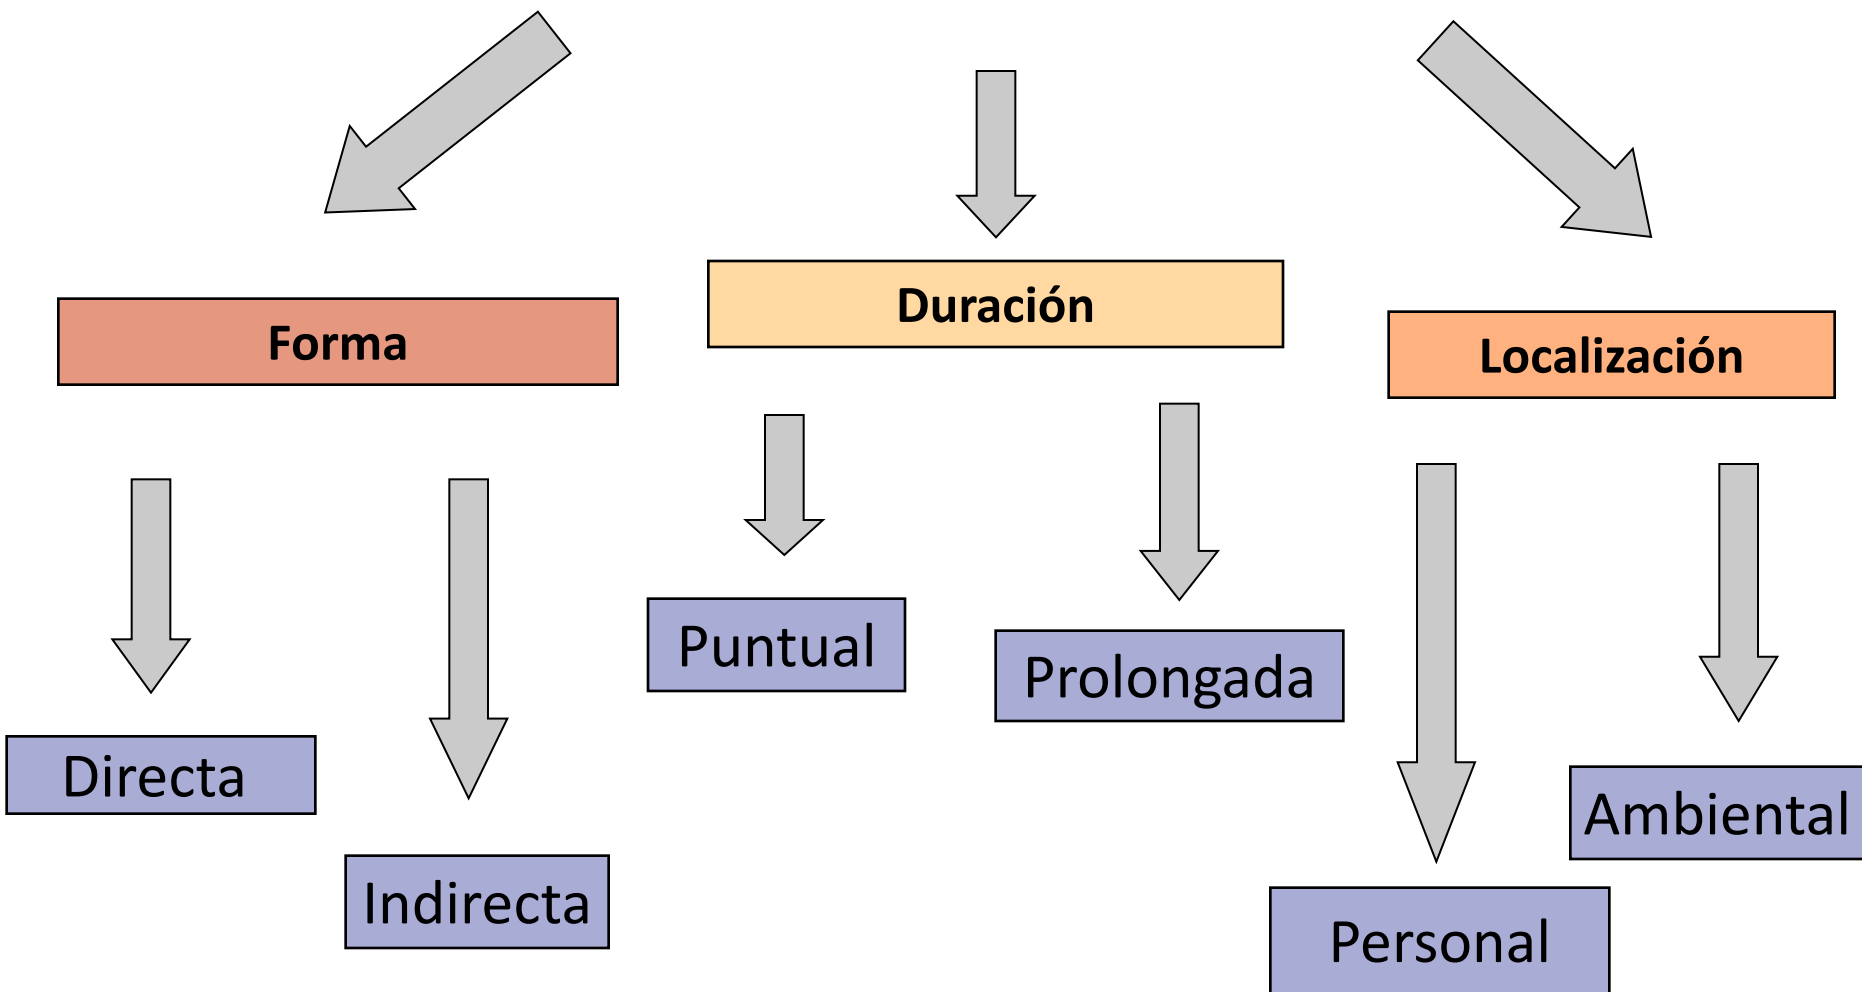 Forma
Duración
Localización
Directa
Indirecta
Puntual
Prolongada
Personal
Ambiental